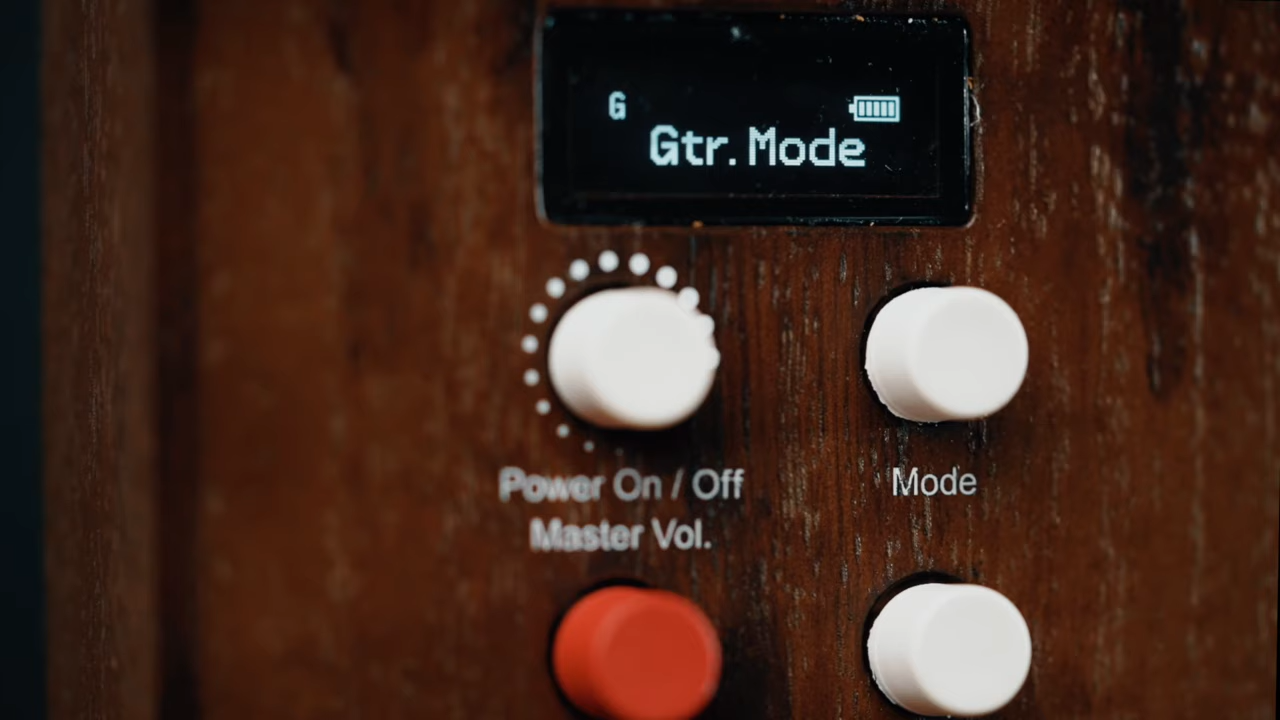 G
Gtr.Mode
Power On / Off
Master Vol.
Mode